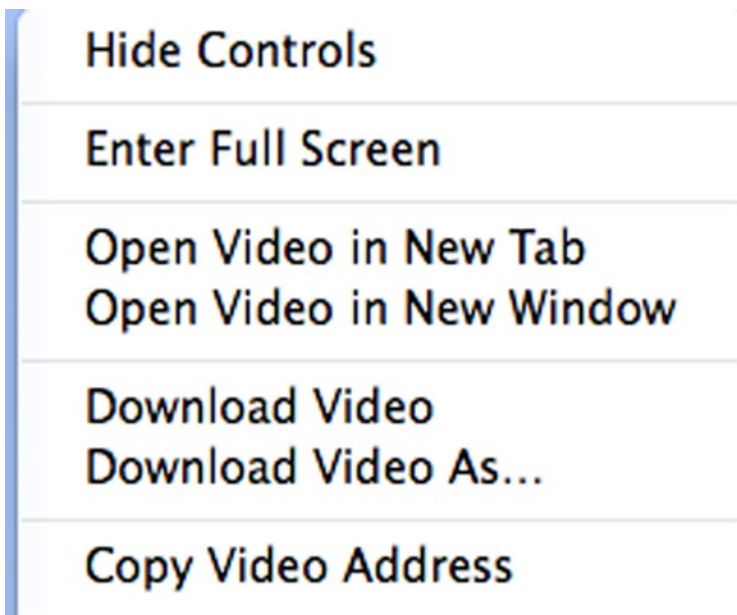 Hide Controls
Enter Full Screen
Open Video in New Tab
Open Video in New Window
Download Video
Download Video As...
Copy Video Address